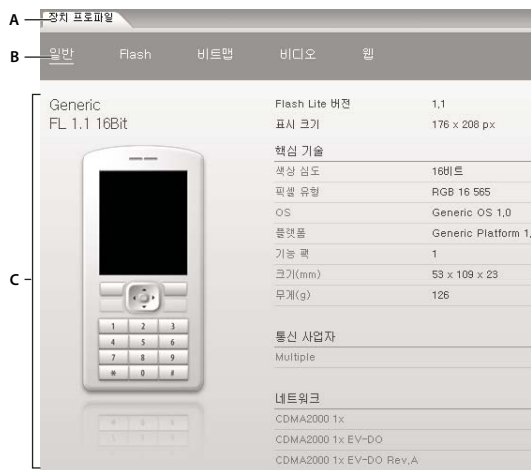 A
장치 프로파일
B
일반 Flash 비트맵 비디오 웹
C
Generic
FL 1.1 16Bit
Flash Lite 버전 1.1
표시 크기 176 x 208 px
핵심 기술
색상 심도 16비트
픽셀 유형 RGB 16 565
OS Generic OS 1.0
플랫폼 Generic Platform 1.
기능 팩 1
크기(mm) 53 x 109 x 23
무게(g) 126
통신 사업자
Multiple
네트워크
CDMA2000 1x
CDMA2000 1x EV-DO
CDMA2000 1x EV-DO Rev.A
1 2 3
4 5 6
7 8 9
* 0 #